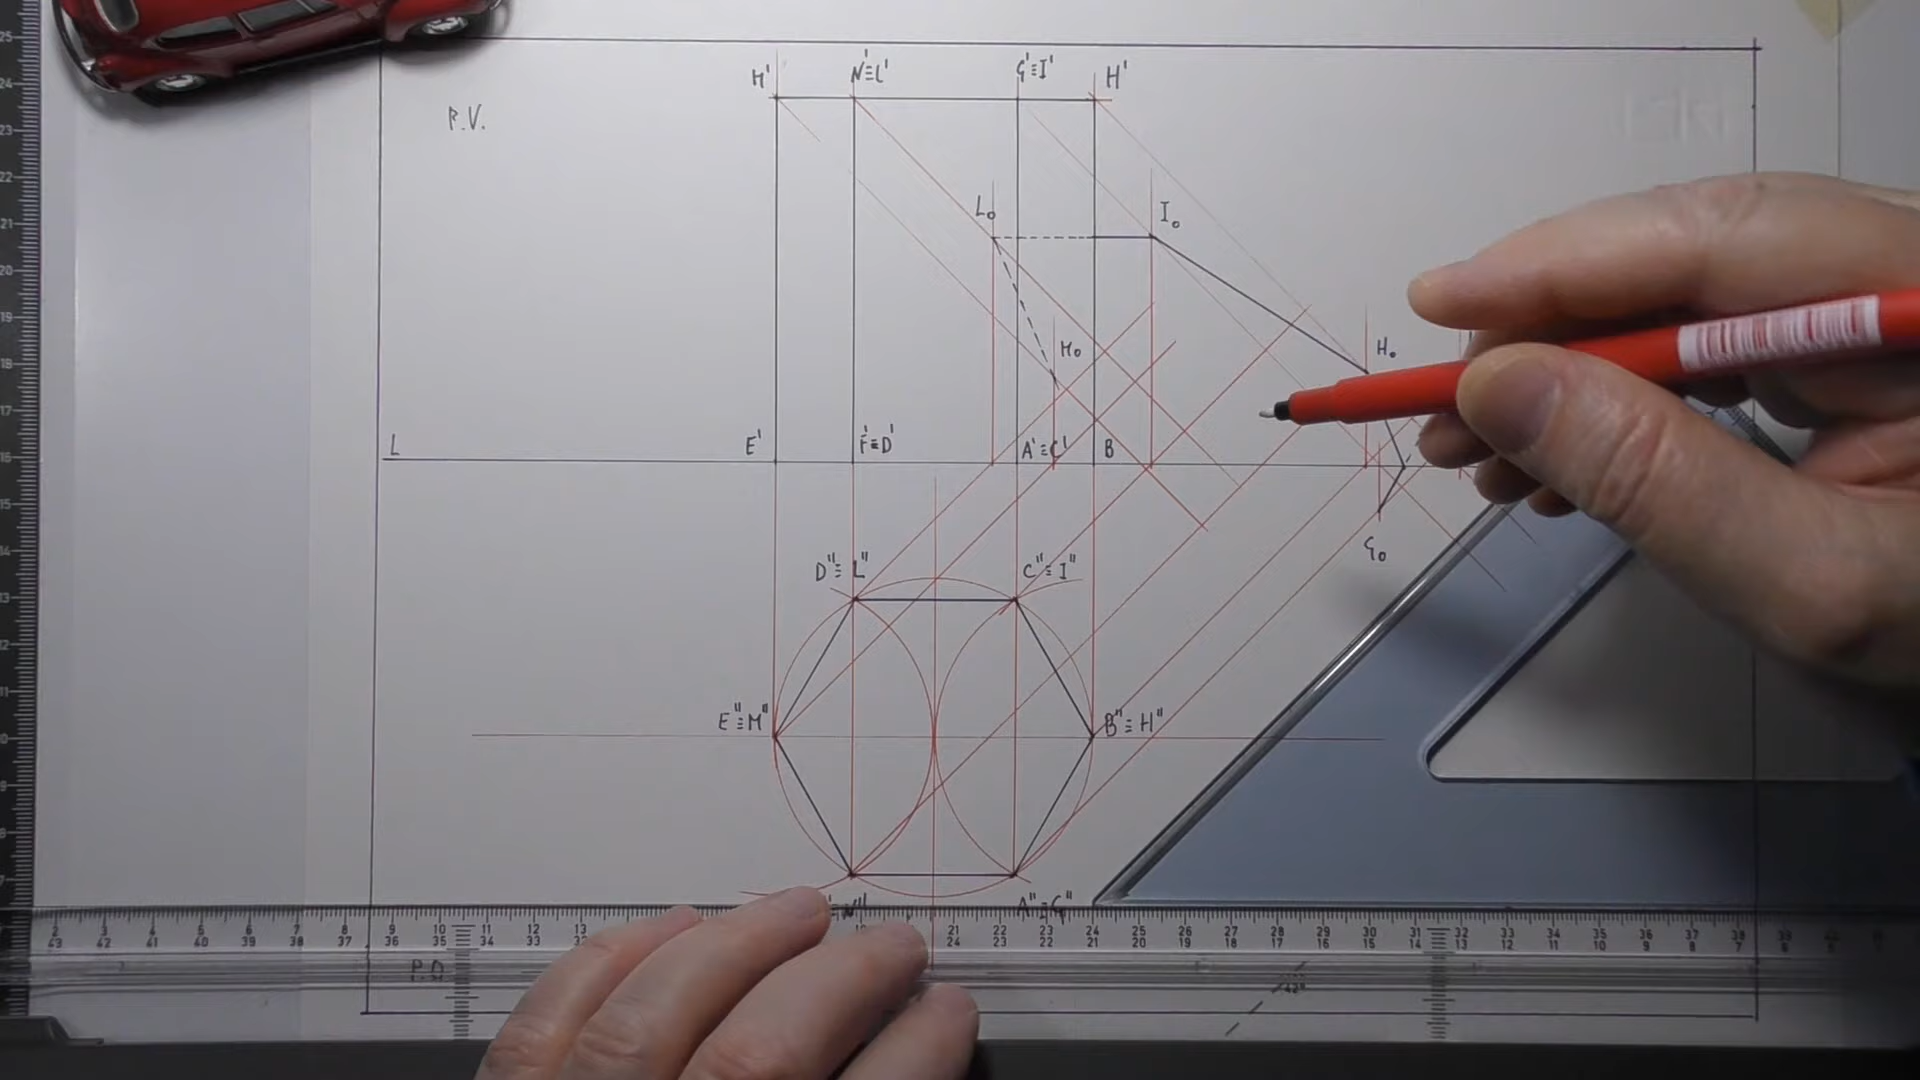 M' N'≡L' G'≡I' H'
P.V.
L₀ I₀
M₀ H₀
L E' F'≡D' A'≡C' B
G₀
D''≡L'' C''≡I''
E''≡M'' B''≡H''
A''≡G''
P.O